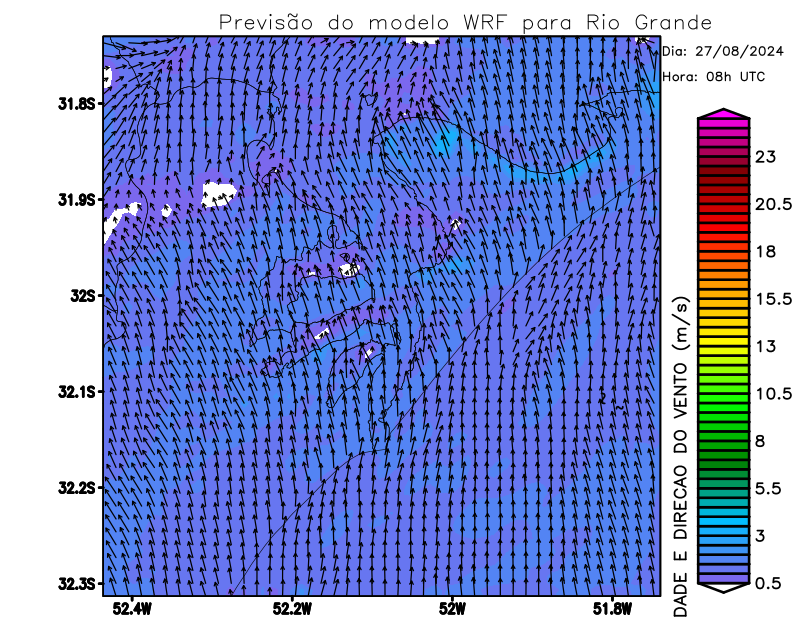 Previsão do modelo WRF para Rio Grande
Dia: 27/08/2024
Hora: 08h UTC
31.8S
31.9S
32S
32.1S
32.2S
32.3S
52.4W
52.2W
52W
51.8W
23
20.5
18
15.5
13
10.5
8
5.5
3
0.5
DADE E DIRECAO DO VENTO (m/s)